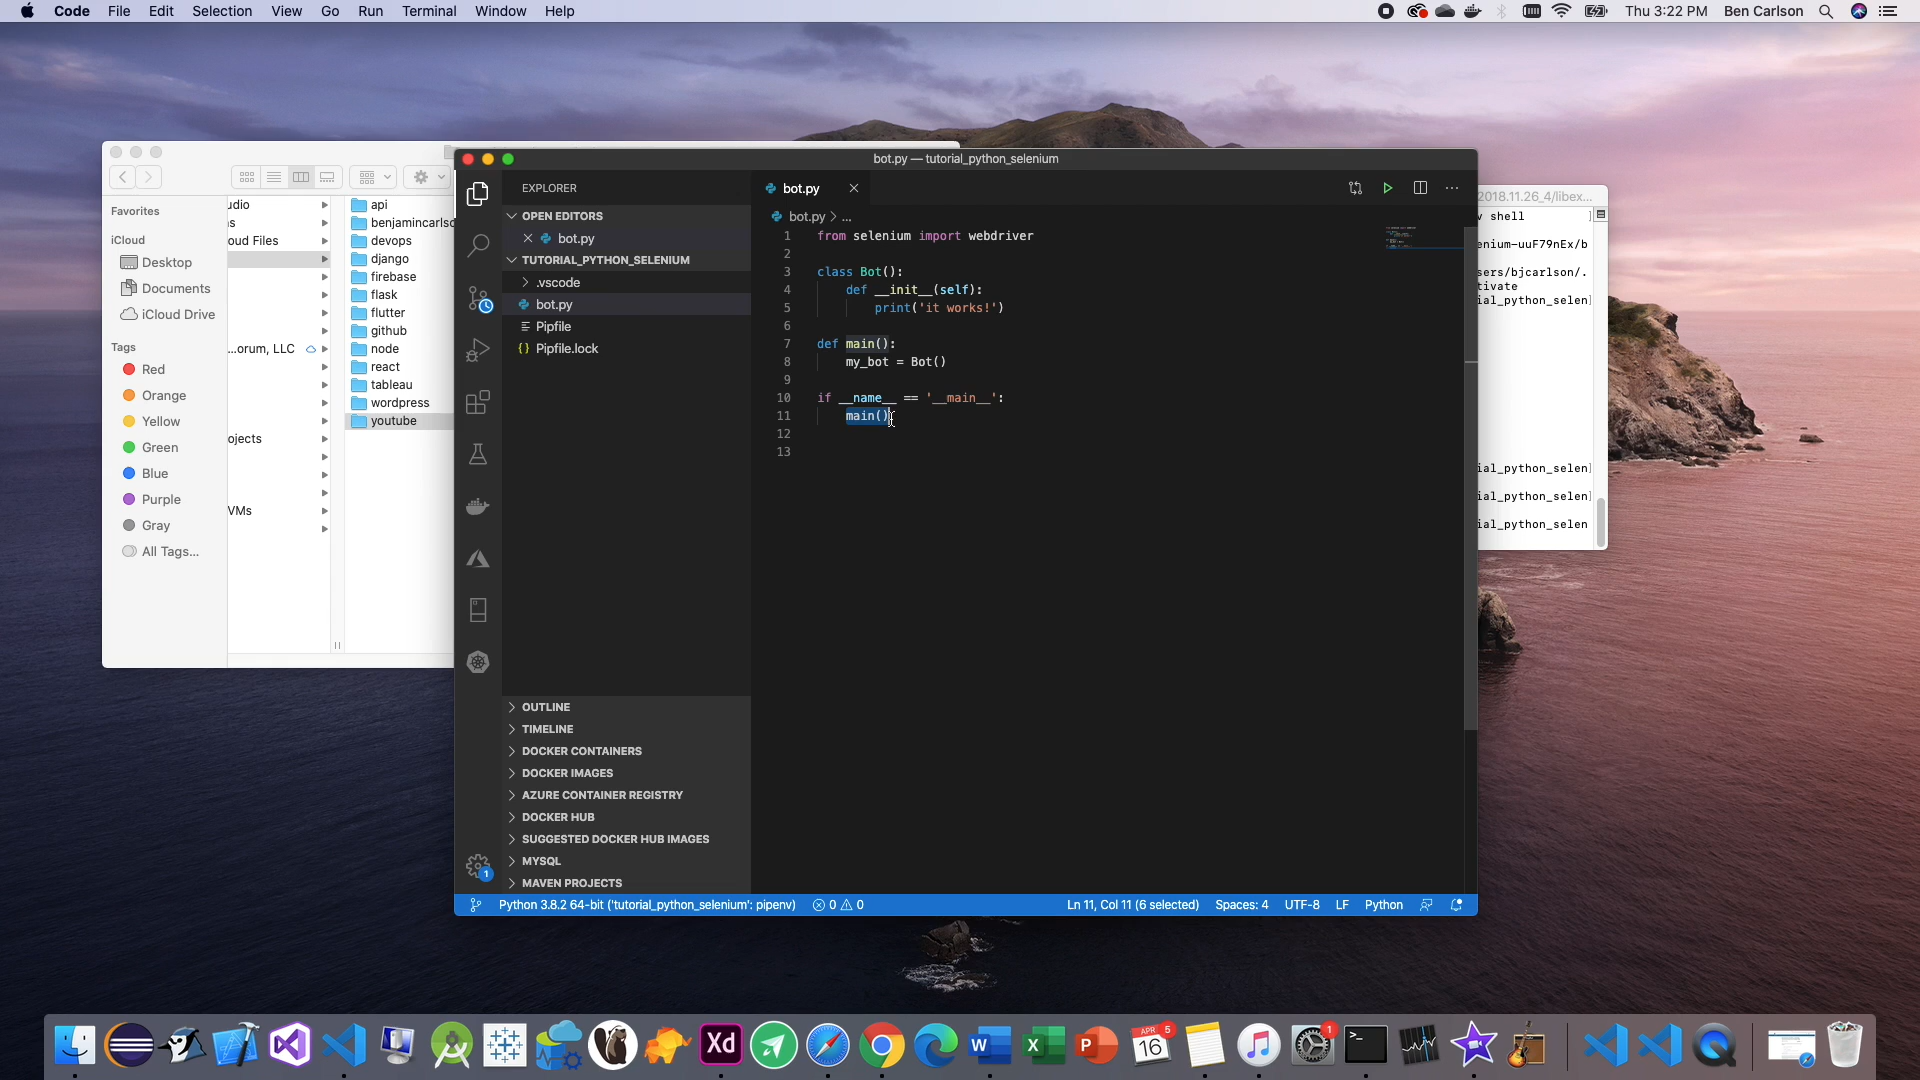 Code File Edit Selection View Go Run Terminal Window Help
Thu 3:22 PM Ben Carlson
Favorites
iCloud
Desktop
Documents
iCloud Drive
Tags
Red
Orange
Yellow
Green
Blue
Purple
Gray
All Tags...
udio
s
oud Files
...orum, LLC
ojects
VMs
api
benjamincarlso
devops
django
firebase
flask
flutter
github
node
react
tableau
wordpress
youtube
bot.py — tutorial_python_selenium
EXPLORER
OPEN EDITORS
bot.py
TUTORIAL_PYTHON_SELENIUM
.vscode
bot.py
Pipfile
{} Pipfile.lock
OUTLINE
TIMELINE
DOCKER CONTAINERS
DOCKER IMAGES
AZURE CONTAINER REGISTRY
DOCKER HUB
SUGGESTED DOCKER HUB IMAGES
MYSQL
MAVEN PROJECTS
1
bot.py
bot.py > ...
1 from selenium import webdriver
2
3 class Bot():
4 def __init__(self):
5 print('it works!')
6
7 def main():
8 my_bot = Bot()
9
10 if __name__ == '__main__':
11 main()
12
13
Python 3.8.2 64-bit ('tutorial_python_selenium': pipenv) 0 0
Ln 11, Col 11 (6 selected) Spaces: 4 UTF-8 LF Python
2018.11.26_4/libex...
v shell ]
enium-uuF79nEx/b
sers/bjcarlson/.
tivate
ial_python_selen]
ial_python_selen]
ial_python_selen]
ial_python_selen
Xd
W
X
P
APR 5
16
1
>_